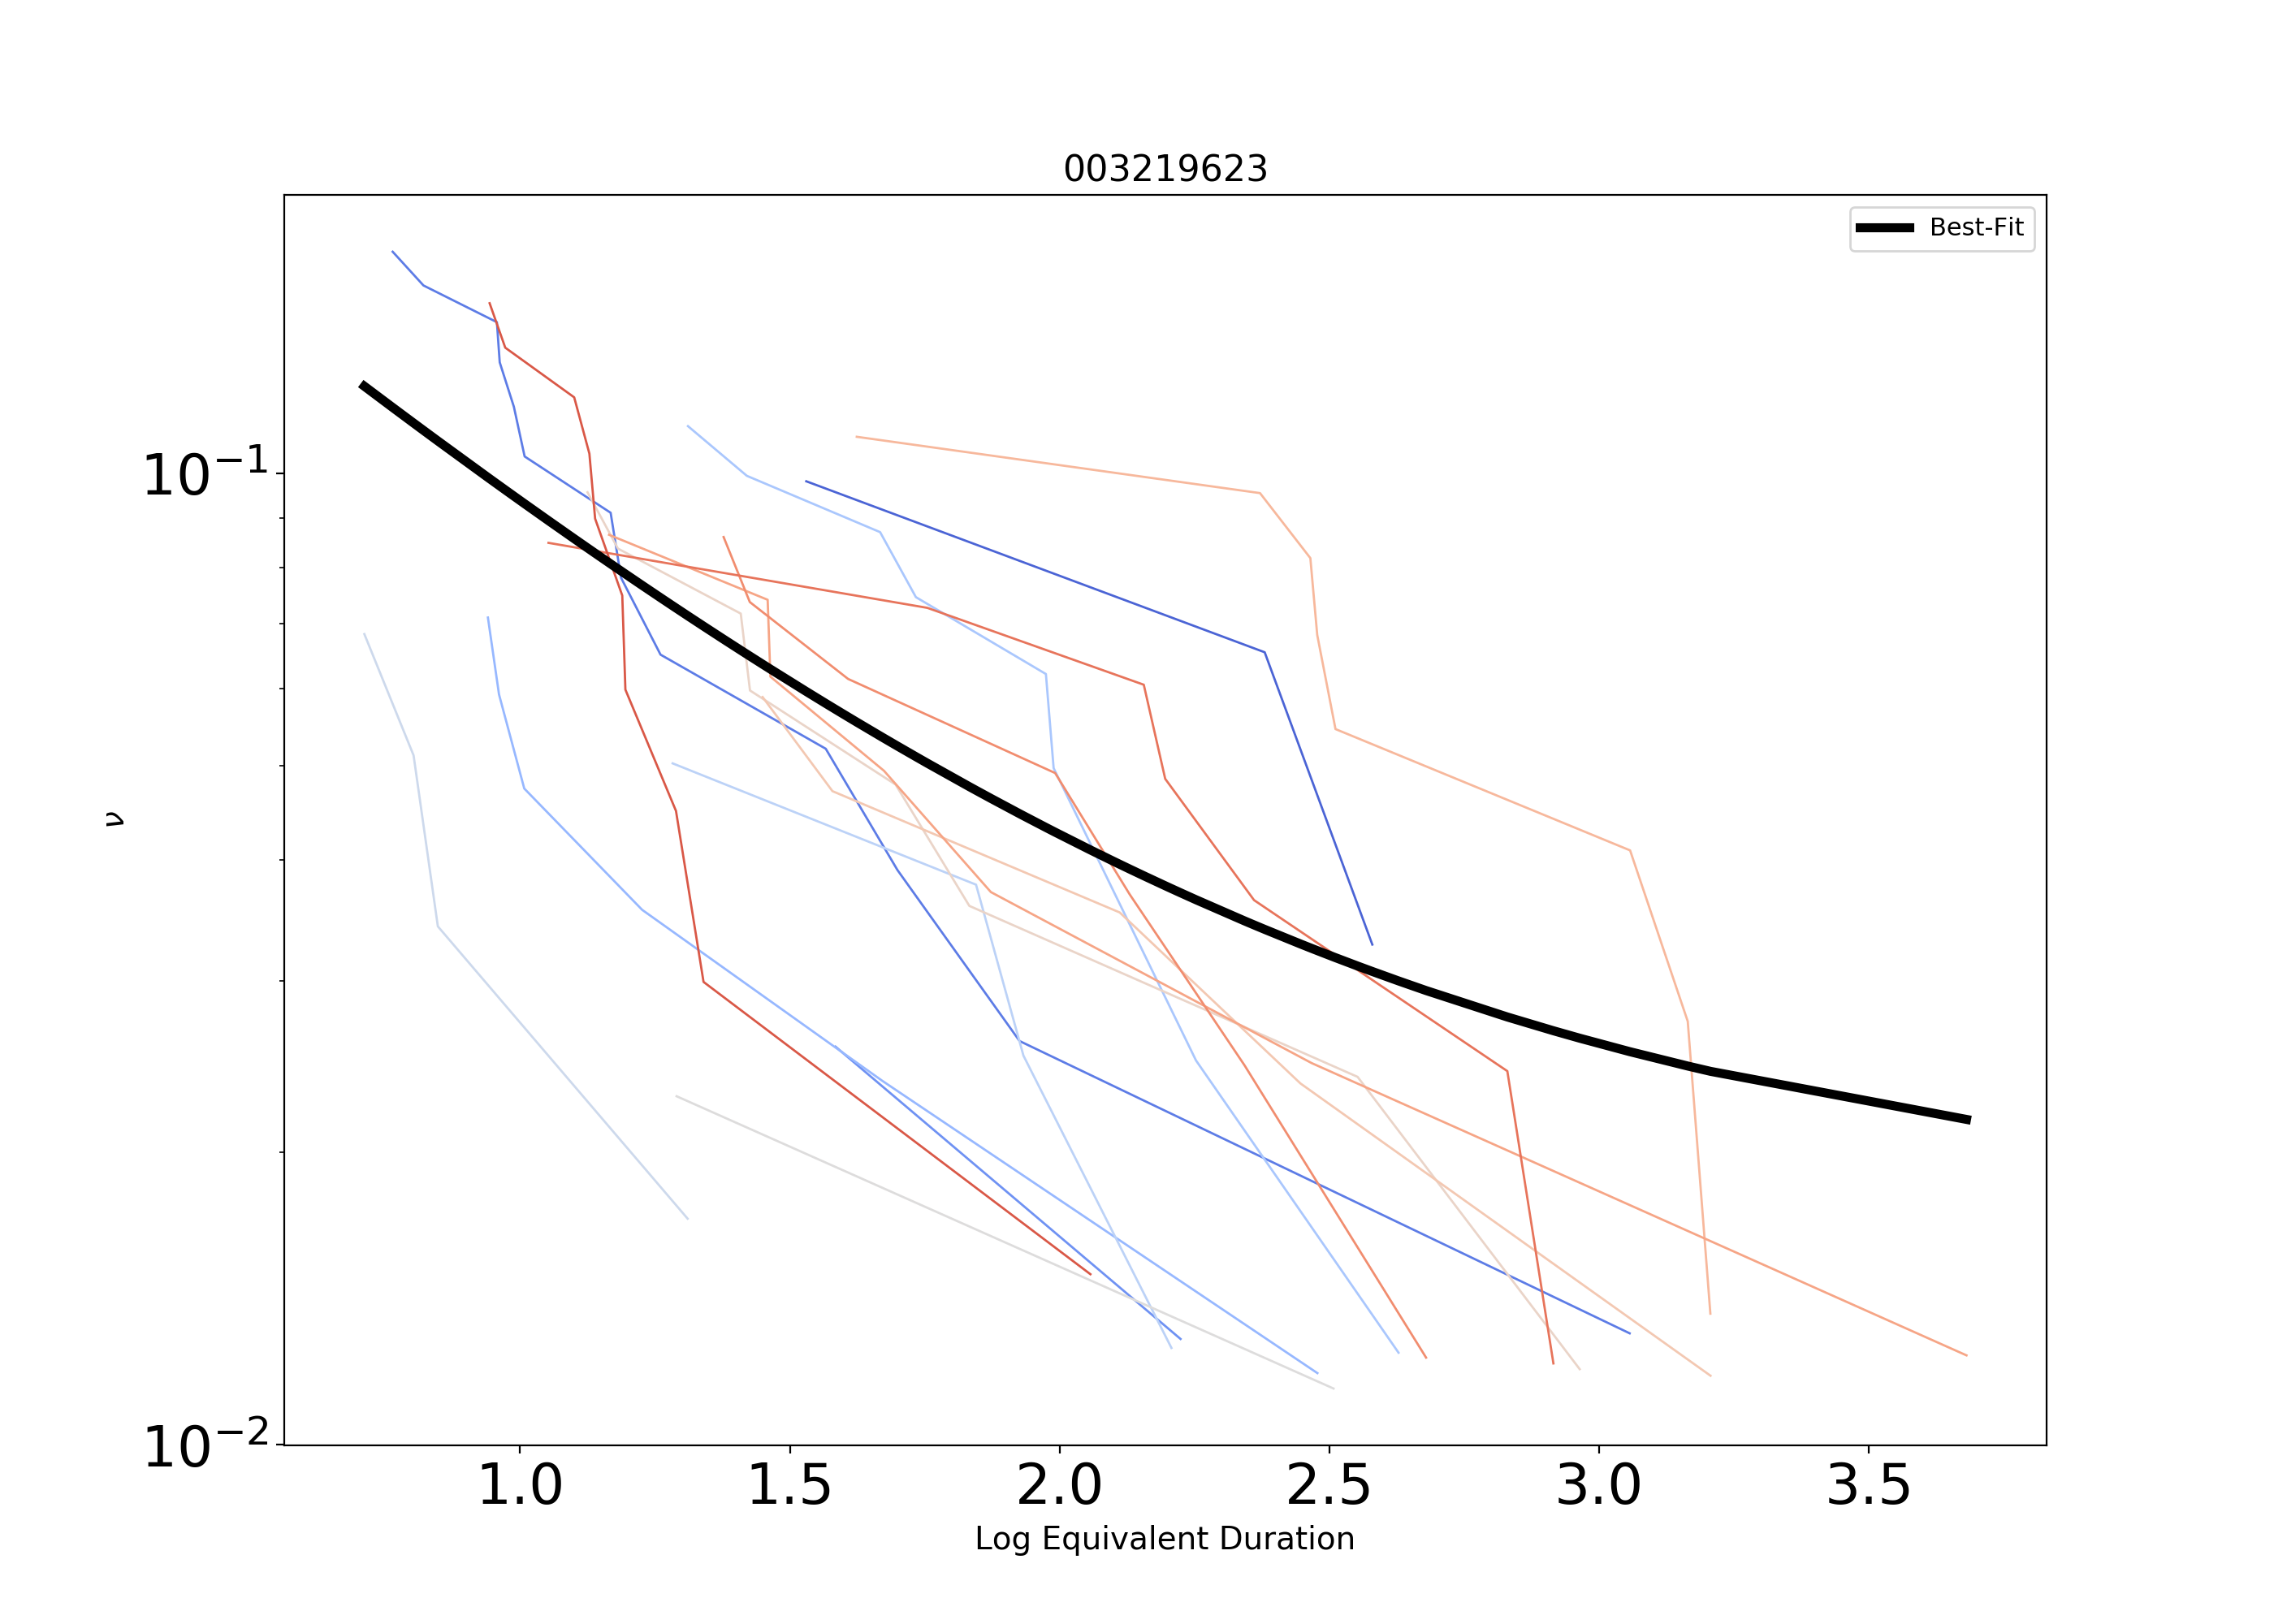 003219623
Best-Fit
10⁻¹
ν
10⁻²
1.0 1.5 2.0 2.5 3.0 3.5
Log Equivalent Duration